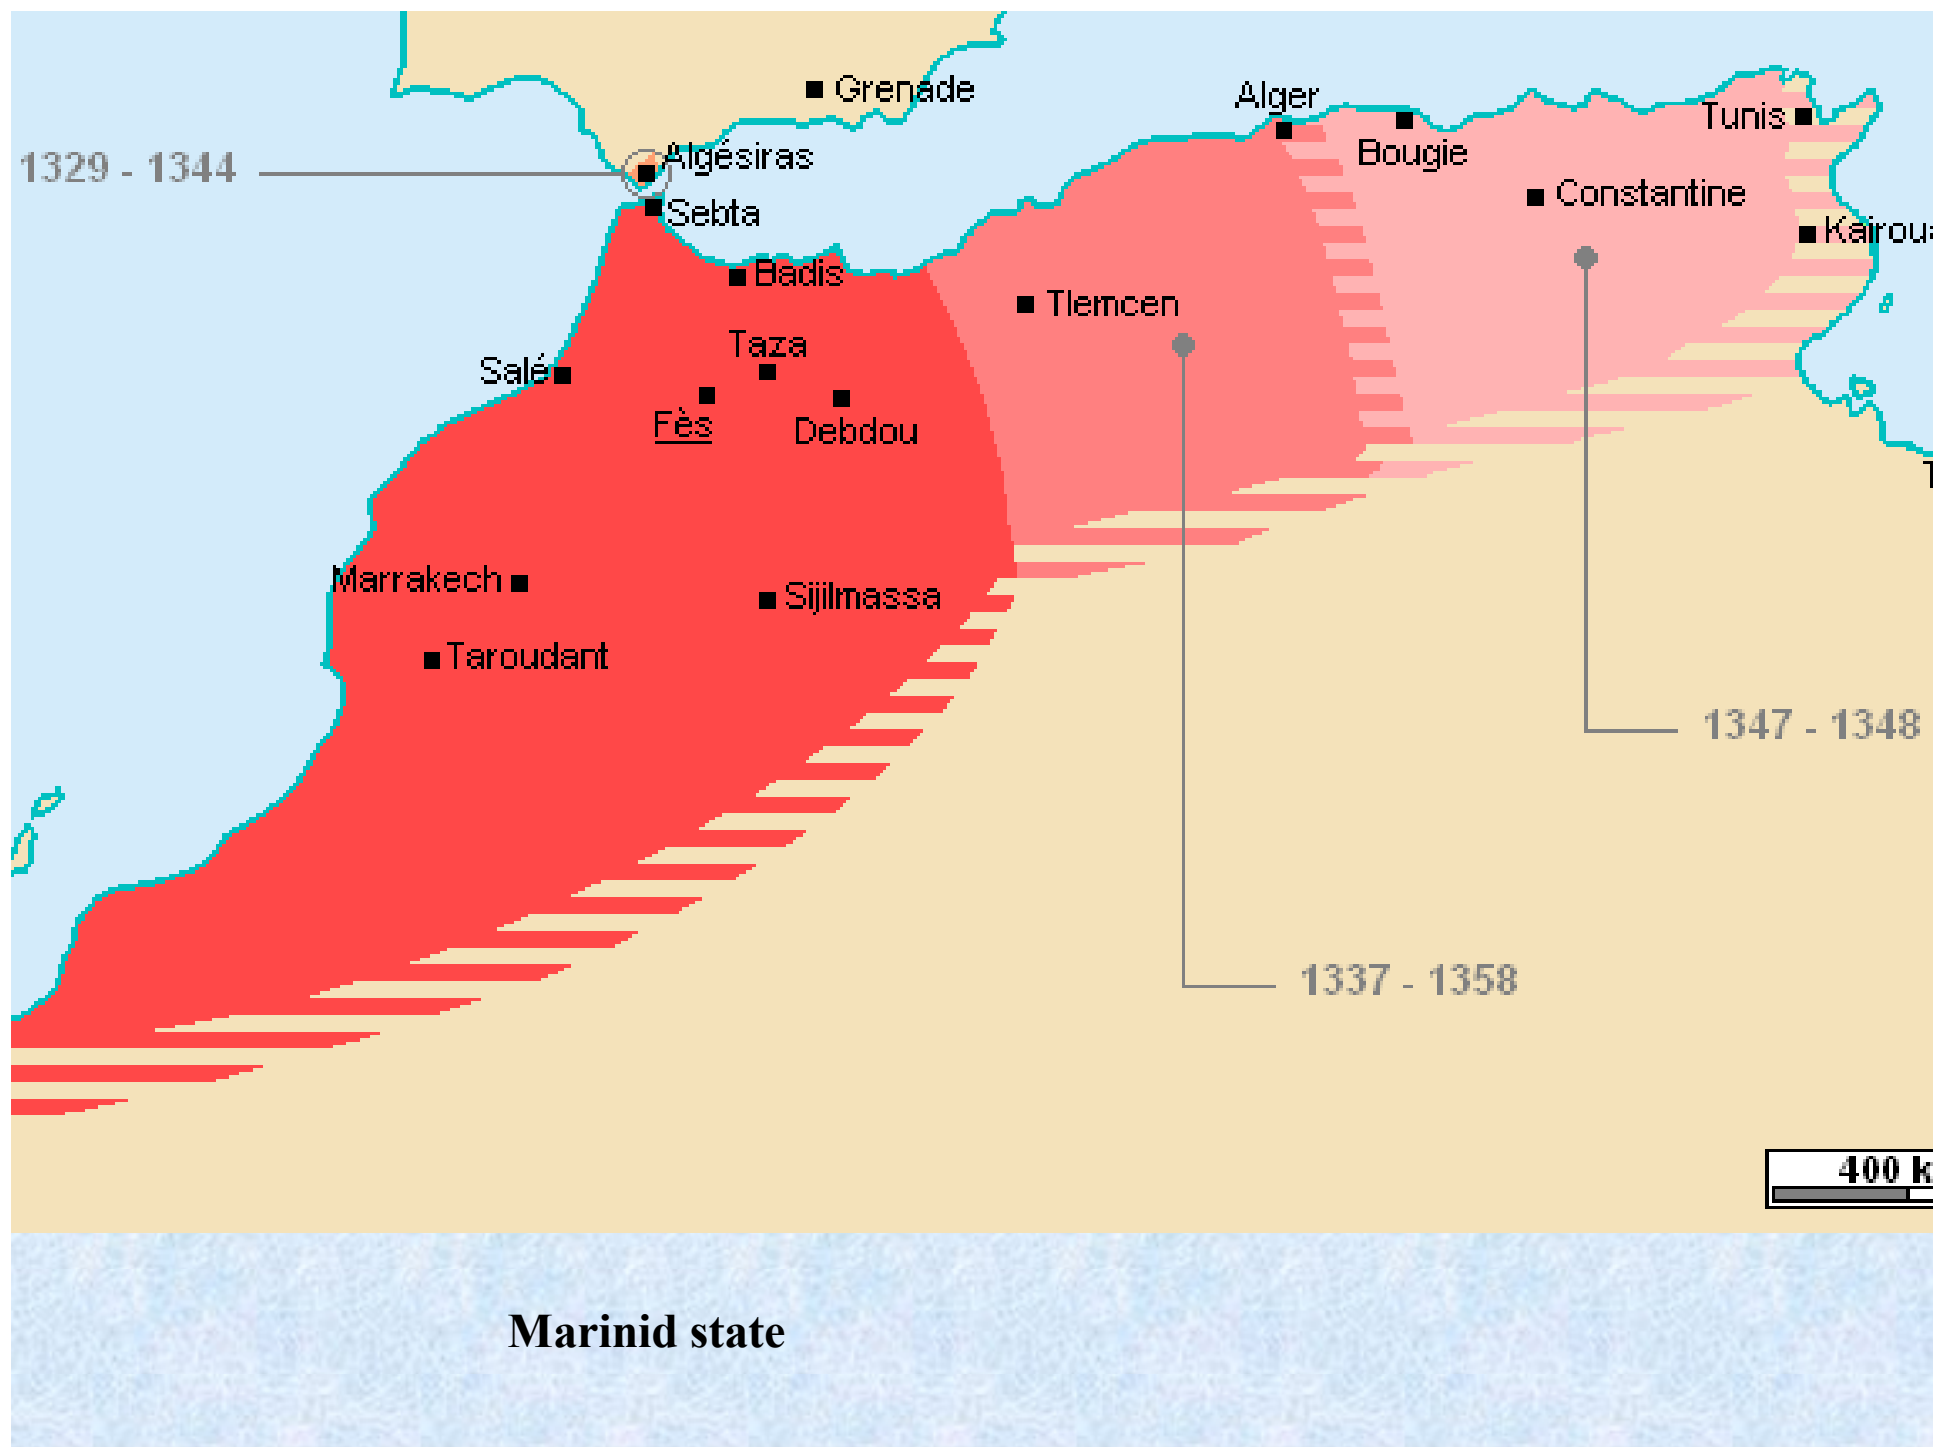 Grenade
Alger
Tunis
Bougie
Algésiras
1329 - 1344
Constantine
Sebta
Badis
Tlemcen
Taza
Salé
Fès
Debdou
Marrakech
Sijilmassa
Taroudant
1347 - 1348
1337 - 1358
400
Marinid state